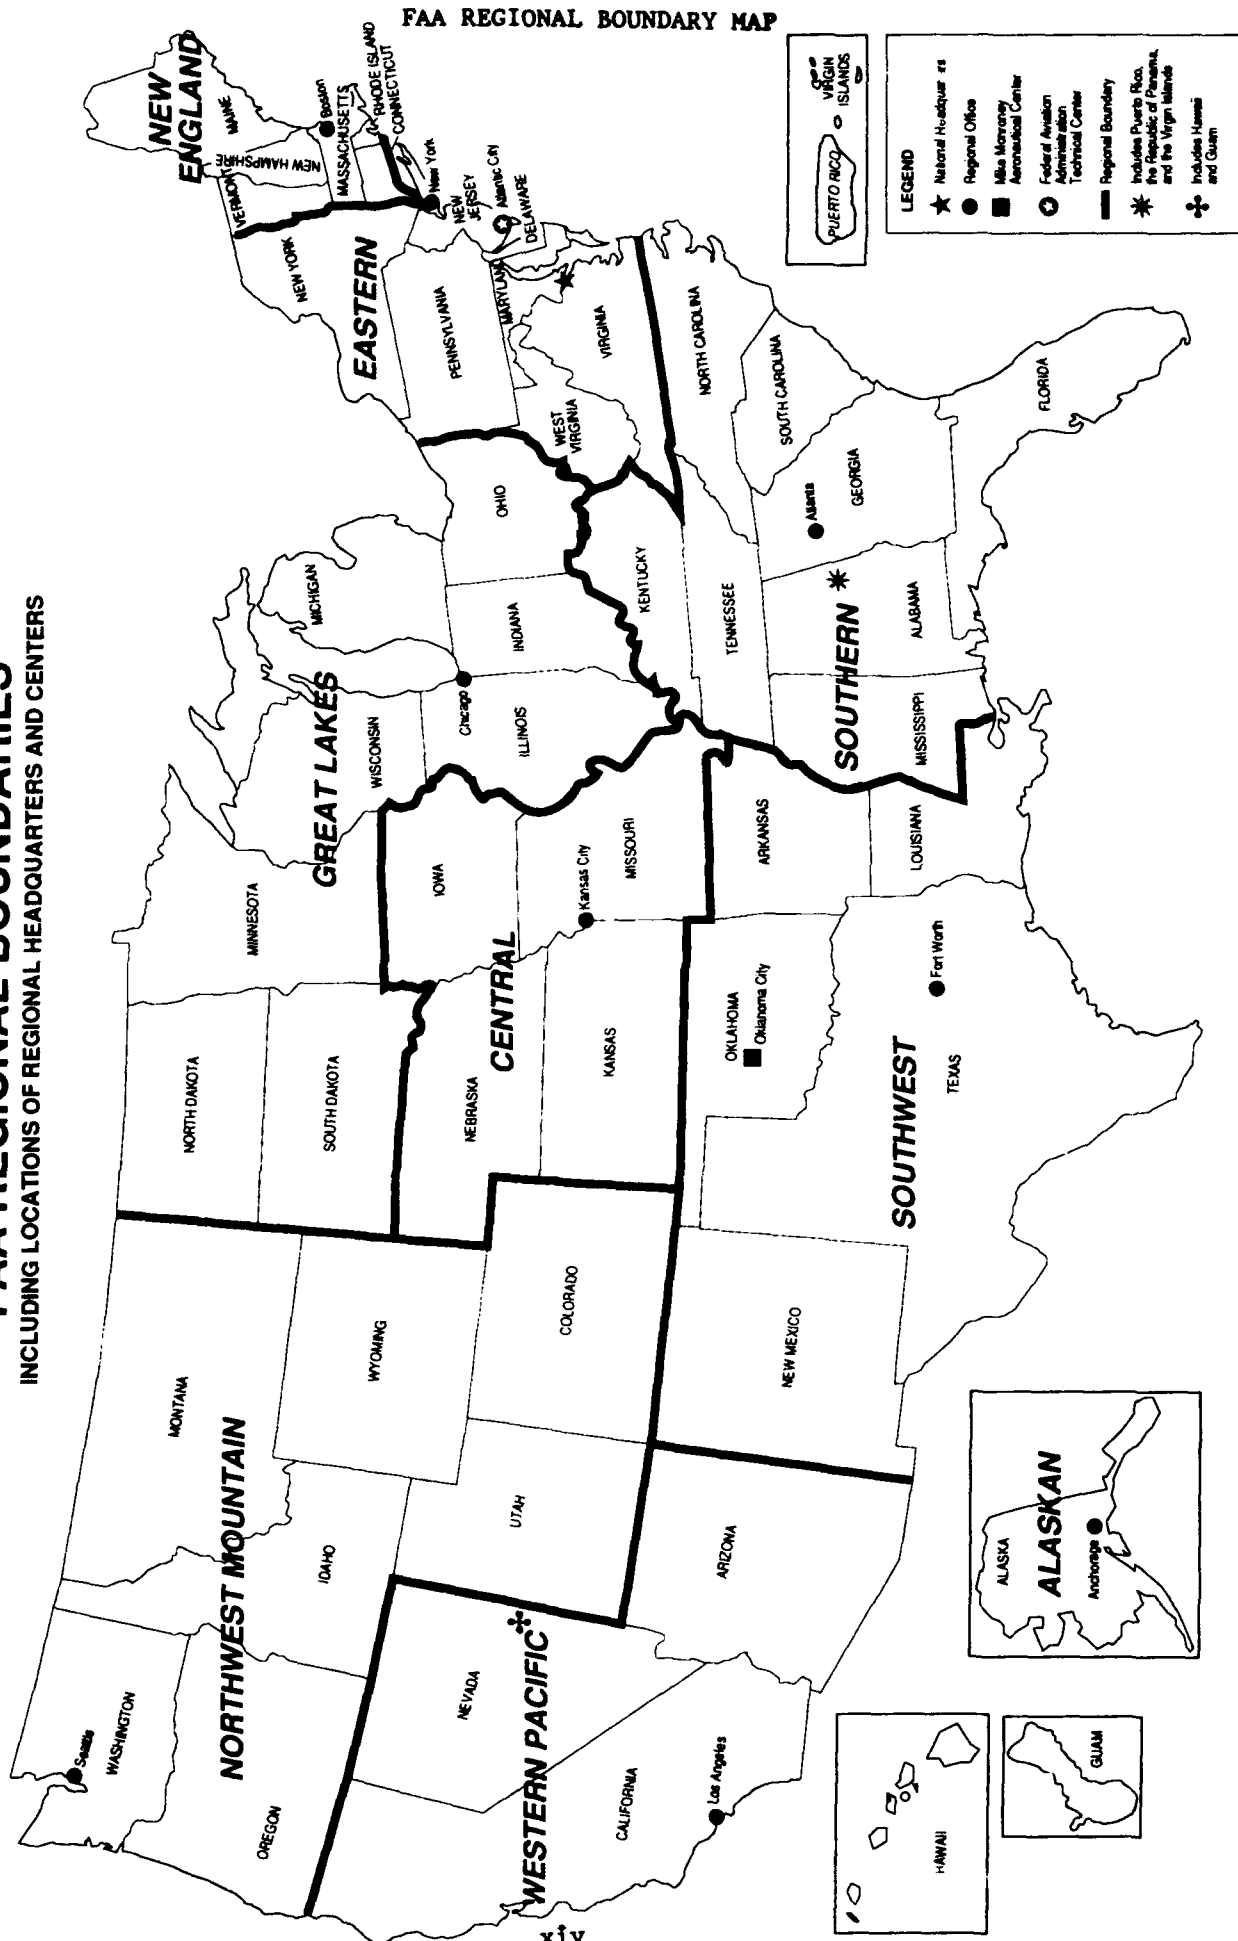 FAA REGIONAL BOUNDARY MAP
FAA REGIONAL BOUNDARIES
INCLUDING LOCATIONS OF REGIONAL HEADQUARTERS AND CENTERS
NORTHWEST MOUNTAIN
WASHINGTON
Seattle
OREGON
IDAHO
MONTANA
WYOMING
UTAH
COLORADO
WESTERN PACIFIC
NEVADA
CALIFORNIA
Los Angeles
ARIZONA
HAWAII
GUAM
ALASKAN
ALASKA
Anchorage
GREAT LAKES
NORTH DAKOTA
SOUTH DAKOTA
MINNESOTA
WISCONSIN
MICHIGAN
ILLINOIS
Chicago
INDIANA
OHIO
CENTRAL
NEBRASKA
IOWA
KANSAS
MISSOURI
Kansas City
SOUTHWEST
NEW MEXICO
TEXAS
Fort Worth
OKLAHOMA
Oklahoma City
ARKANSAS
LOUISIANA
SOUTHERN
KENTUCKY
TENNESSEE
MISSISSIPPI
ALABAMA
GEORGIA
Atlanta
FLORIDA
SOUTH CAROLINA
NORTH CAROLINA
EASTERN
NEW YORK
New York
PENNSYLVANIA
NEW
JERSEY
Atlantic City
DELAWARE
MARYLAND
WEST
VIRGINIA
VIRGINIA
NEW
ENGLAND
MAINE
VERMONT
NEW HAMPSHIRE
MASSACHUSETTS
Boston
RHODE ISLAND
CONNECTICUT
PUERTO RICO
VIRGIN
ISLANDS
LEGEND
National Headquarters
Regional Office
Mike Monroney
Aeronautical Center
Federal Aviation
Administration
Technical Center
Regional Boundary
Includes Puerto Rico,
the Republic of Panama,
and the Virgin Islands
Includes Hawaii
and Guam
xiv